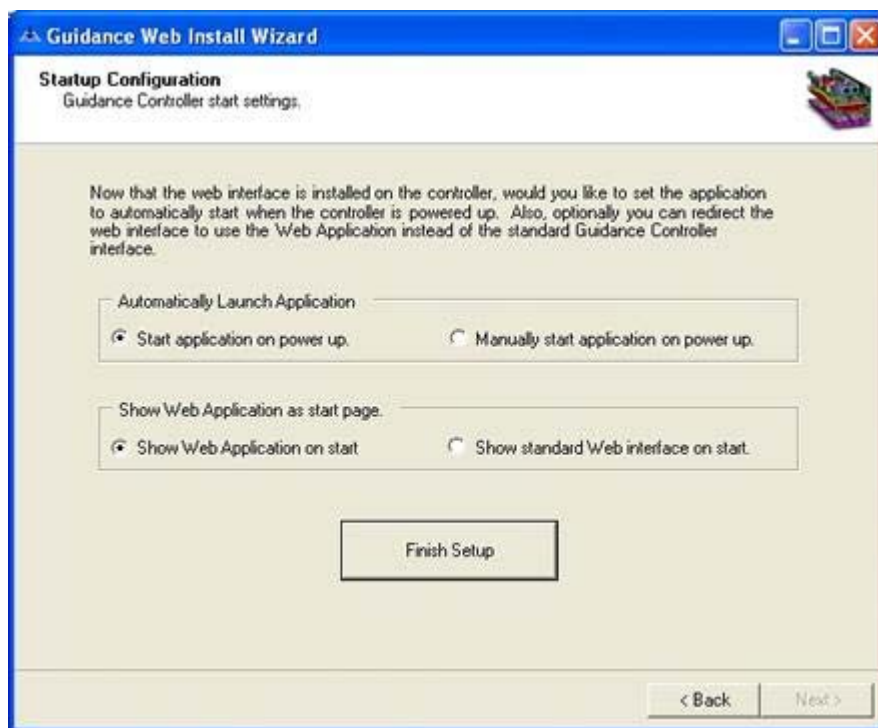 Guidance Web Install Wizard
Startup Configuration
Guidance Controller start settings.
Now that the web interface is installed on the controller, would you like to set the application
to automatically start when the controller is powered up. Also, optionally you can redirect the
web interface to use the Web Application instead of the standard Guidance Controller
interface.
Automatically Launch Application
Start application on power up. Manually start application on power up.
Show Web Application as start page.
Show Web Application on start Show standard Web interface on start.
Finish Setup
< Back Next >